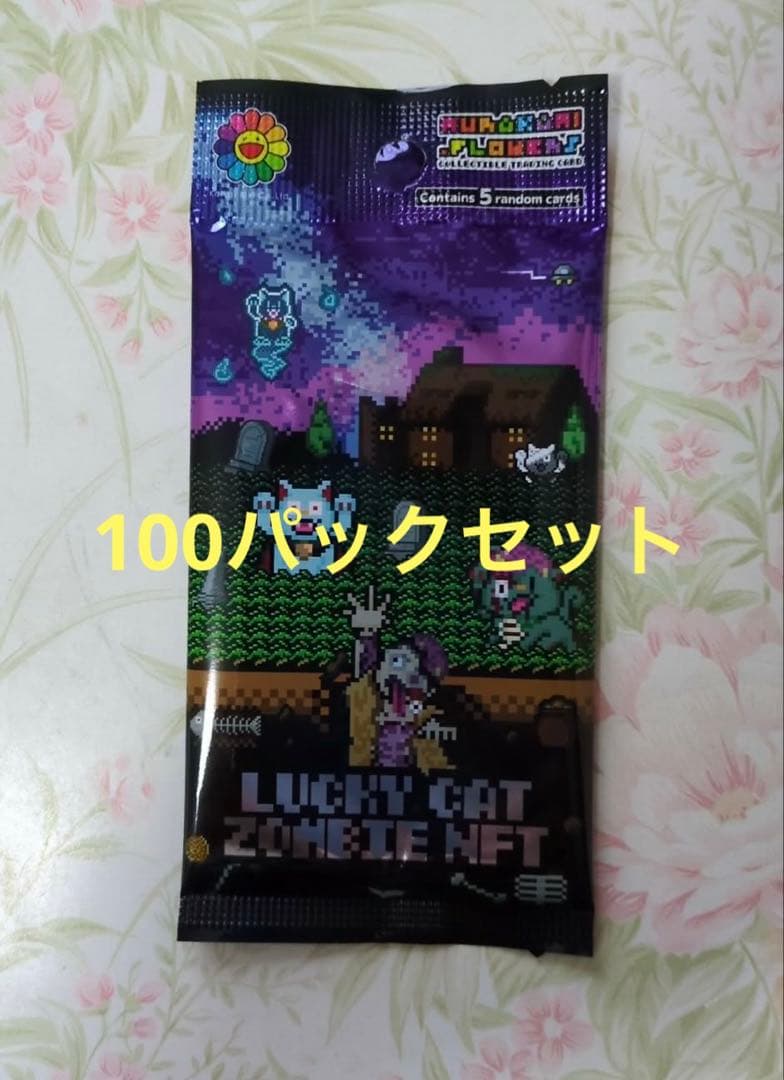 MURAKAMI
.FLOWERS
COLLECTIBLE TRADING CARD
Contains 5 random cards
100パックセット
LUCKY CAT
ZOMBIE NFT